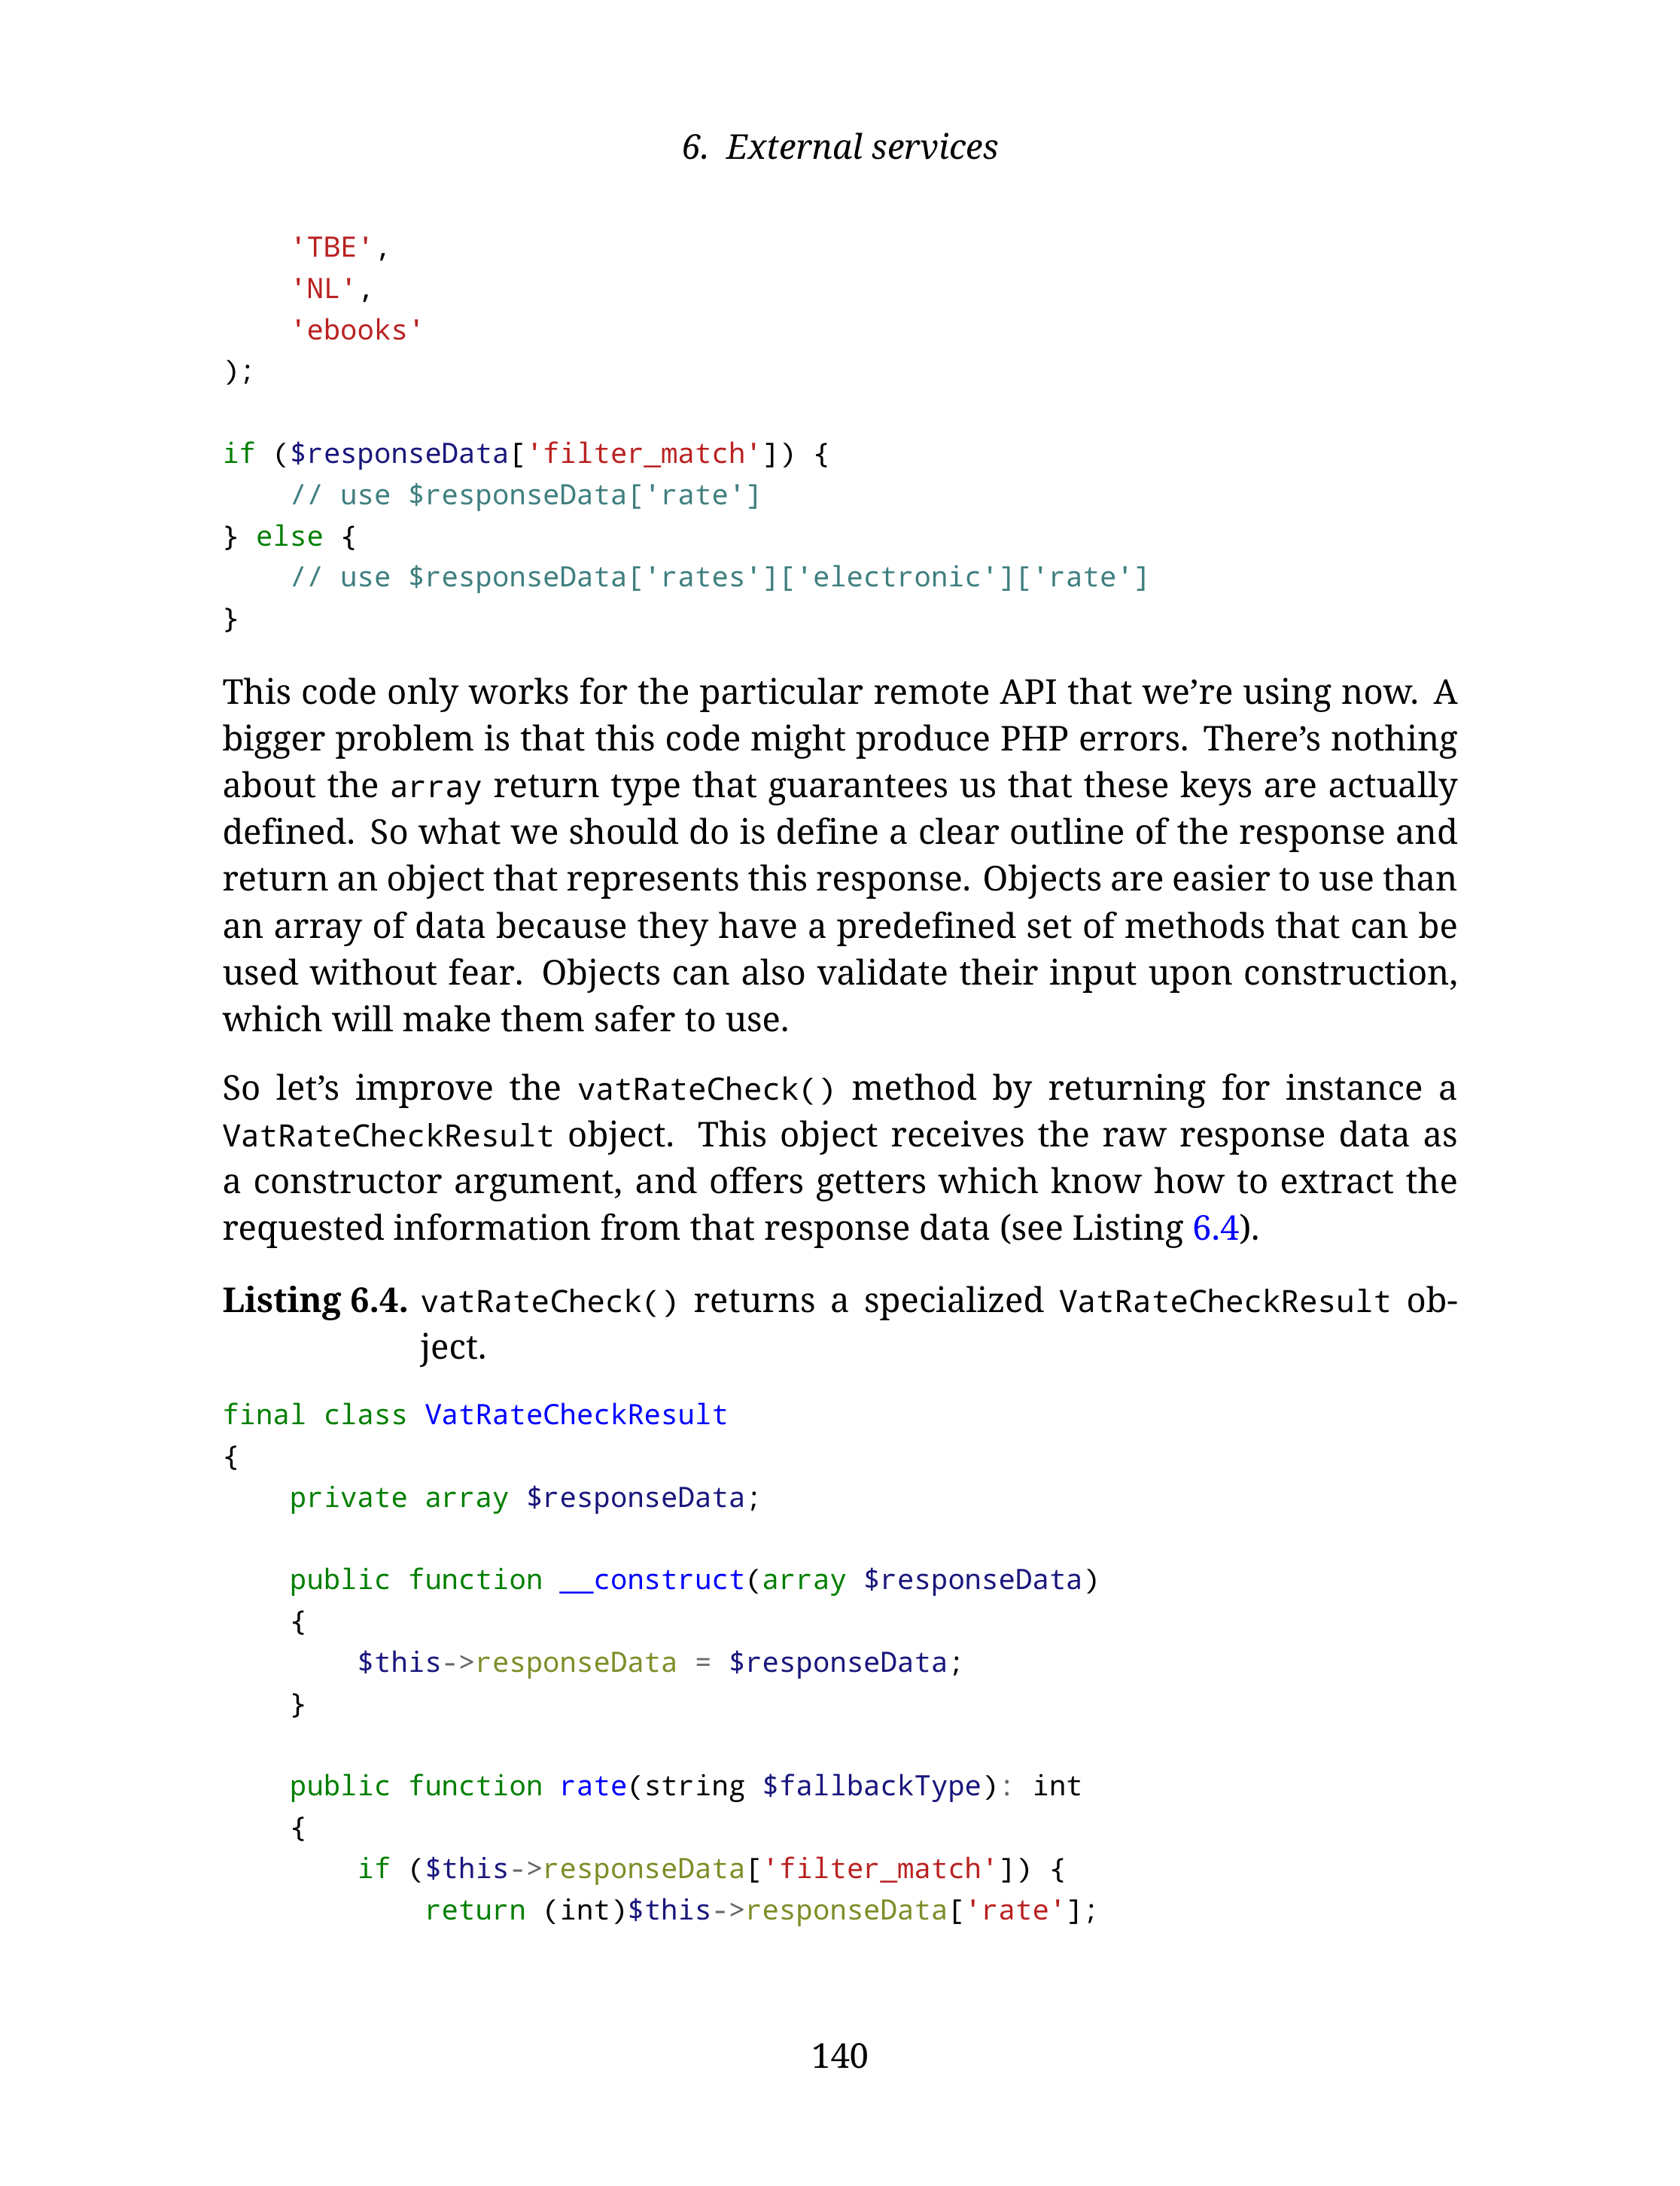 6. External services
    'TBE',
    'NL',
    'ebooks'
);
if ($responseData['filter_match']) {
    // use $responseData['rate']
} else {
    // use $responseData['rates']['electronic']['rate']
}
This code only works for the particular remote API that we’re using now. A
bigger problem is that this code might produce PHP errors. There’s nothing
about the array return type that guarantees us that these keys are actually
defined. So what we should do is define a clear outline of the response and
return an object that represents this response. Objects are easier to use than
an array of data because they have a predefined set of methods that can be
used without fear. Objects can also validate their input upon construction,
which will make them safer to use.
So let’s improve the vatRateCheck() method by returning for instance a
VatRateCheckResult object. This object receives the raw response data as
a constructor argument, and offers getters which know how to extract the
requested information from that response data (see Listing 6.4).
Listing 6.4. vatRateCheck() returns a specialized VatRateCheckResult ob-
ject.
final class VatRateCheckResult
{
    private array $responseData;
    public function __construct(array $responseData)
    {
        $this->responseData = $responseData;
    }
    public function rate(string $fallbackType): int
    {
        if ($this->responseData['filter_match']) {
            return (int)$this->responseData['rate'];
140